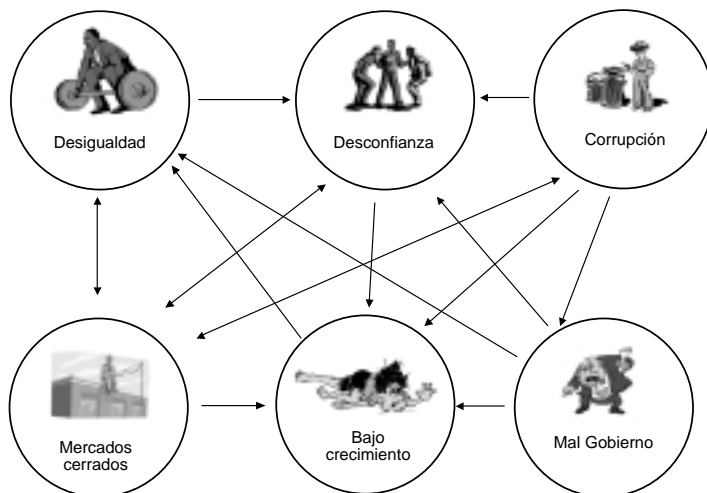 Desigualdad
Desconfianza
Corrupción
Mercados
cerrados
Bajo
crecimiento
Mal Gobierno